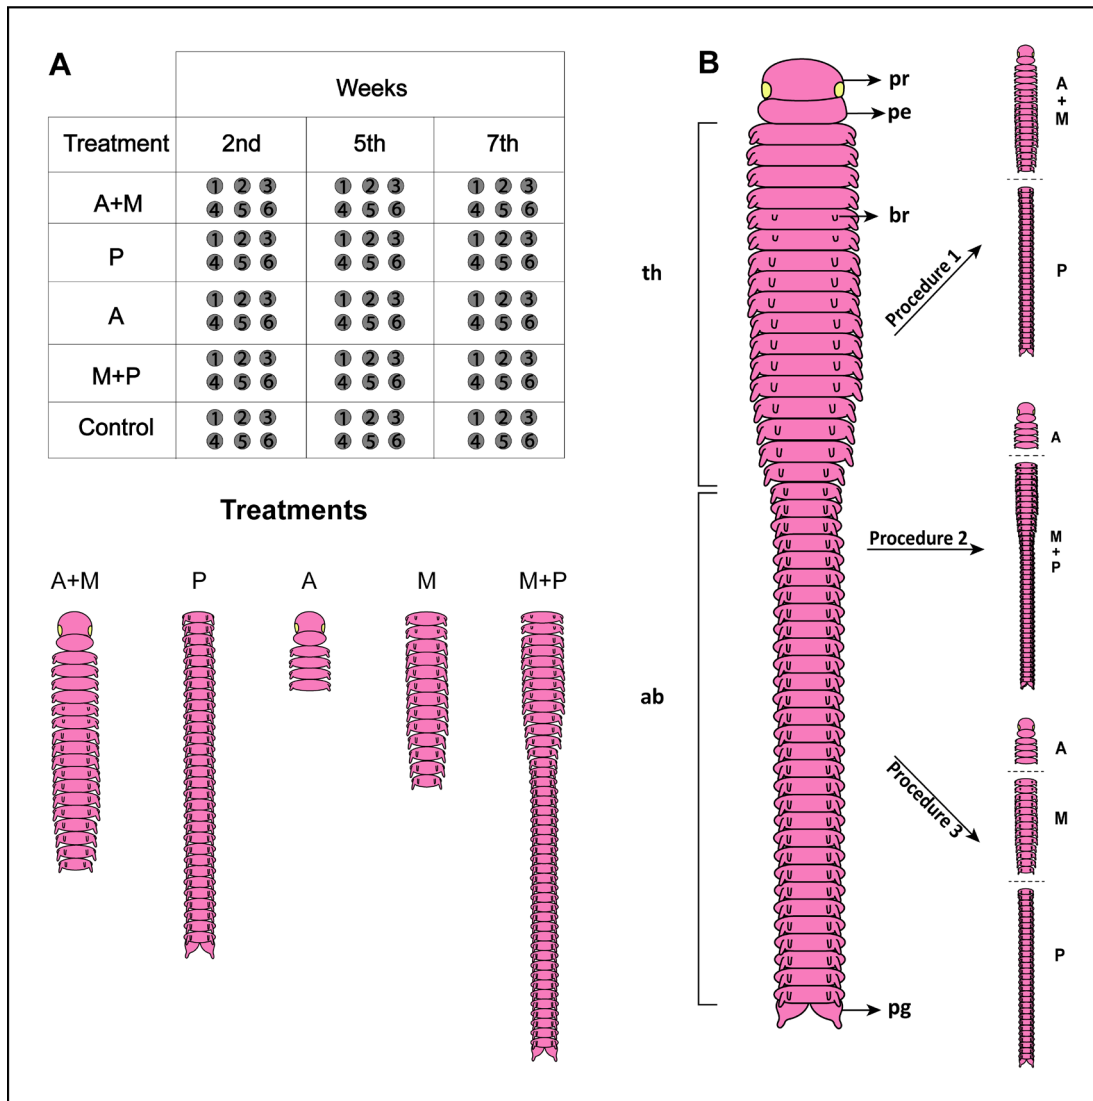 A
Weeks
Treatment 2nd 5th 7th
A+M
1 2 3 1 2 3 1 2 3
4 5 6 4 5 6 4 5 6
P
1 2 3 1 2 3 1 2 3
4 5 6 4 5 6 4 5 6
A
1 2 3 1 2 3 1 2 3
4 5 6 4 5 6 4 5 6
M+P
1 2 3 1 2 3 1 2 3
4 5 6 4 5 6 4 5 6
Control
1 2 3 1 2 3 1 2 3
4 5 6 4 5 6 4 5 6
Treatments
A+M P A M M+P
B
pr
pe
br
th
ab
pg
Procedure 1
A
+
M
P
Procedure 2
A
M
+
P
Procedure 3
A
M
P